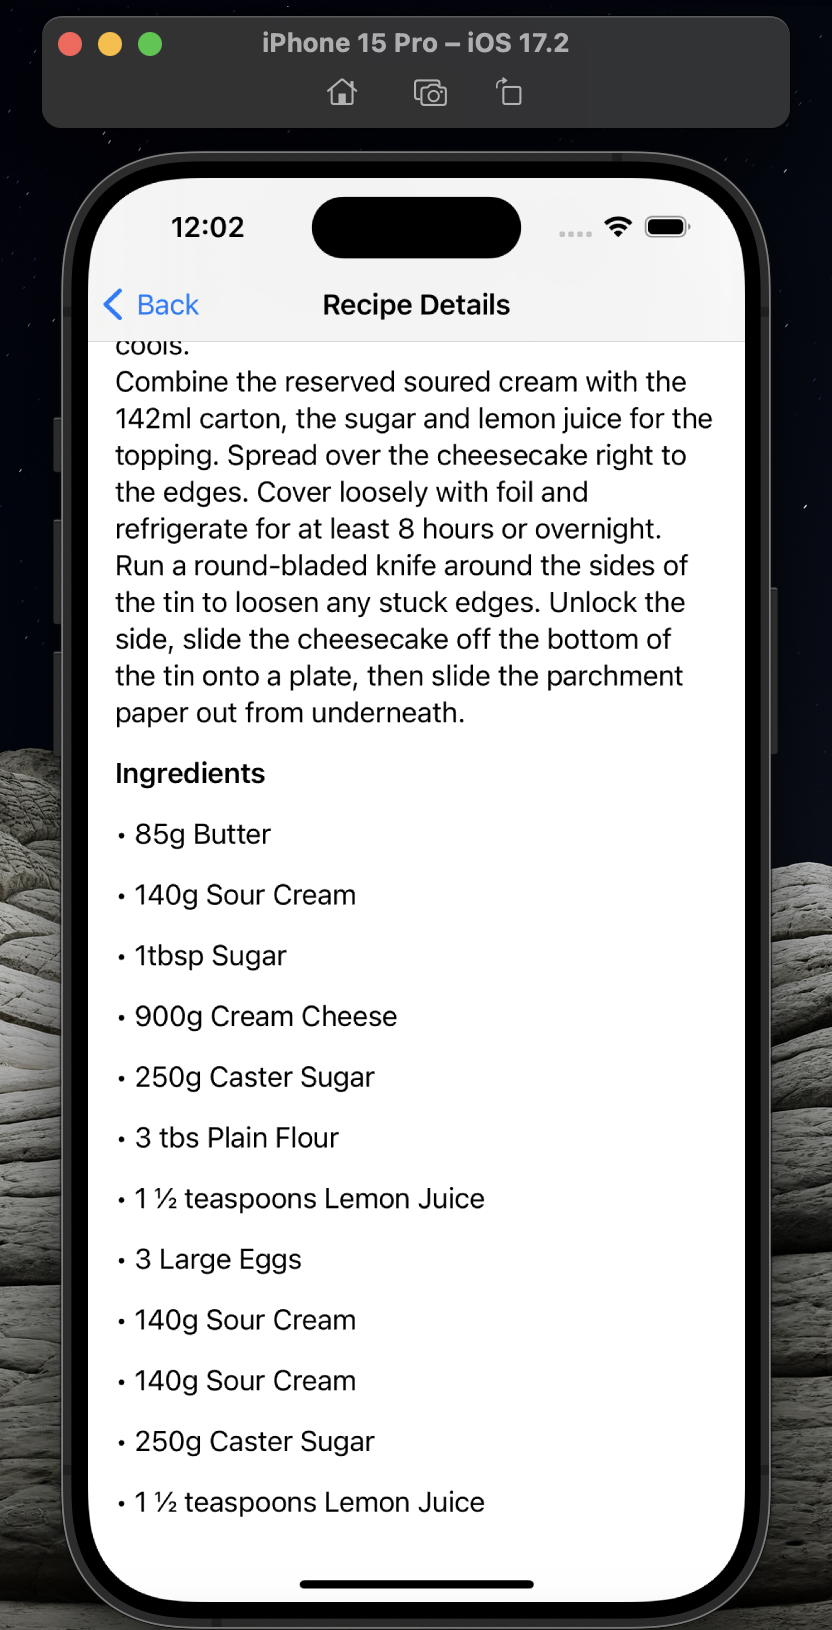 iPhone 15 Pro – iOS 17.2
12:02
Back
Recipe Details
cools.
Combine the reserved soured cream with the
142ml carton, the sugar and lemon juice for the
topping. Spread over the cheesecake right to
the edges. Cover loosely with foil and
refrigerate for at least 8 hours or overnight.
Run a round-bladed knife around the sides of
the tin to loosen any stuck edges. Unlock the
side, slide the cheesecake off the bottom of
the tin onto a plate, then slide the parchment
paper out from underneath.
Ingredients
• 85g Butter
• 140g Sour Cream
• 1tbsp Sugar
• 900g Cream Cheese
• 250g Caster Sugar
• 3 tbs Plain Flour
• 1 ½ teaspoons Lemon Juice
• 3 Large Eggs
• 140g Sour Cream
• 140g Sour Cream
• 250g Caster Sugar
• 1 ½ teaspoons Lemon Juice